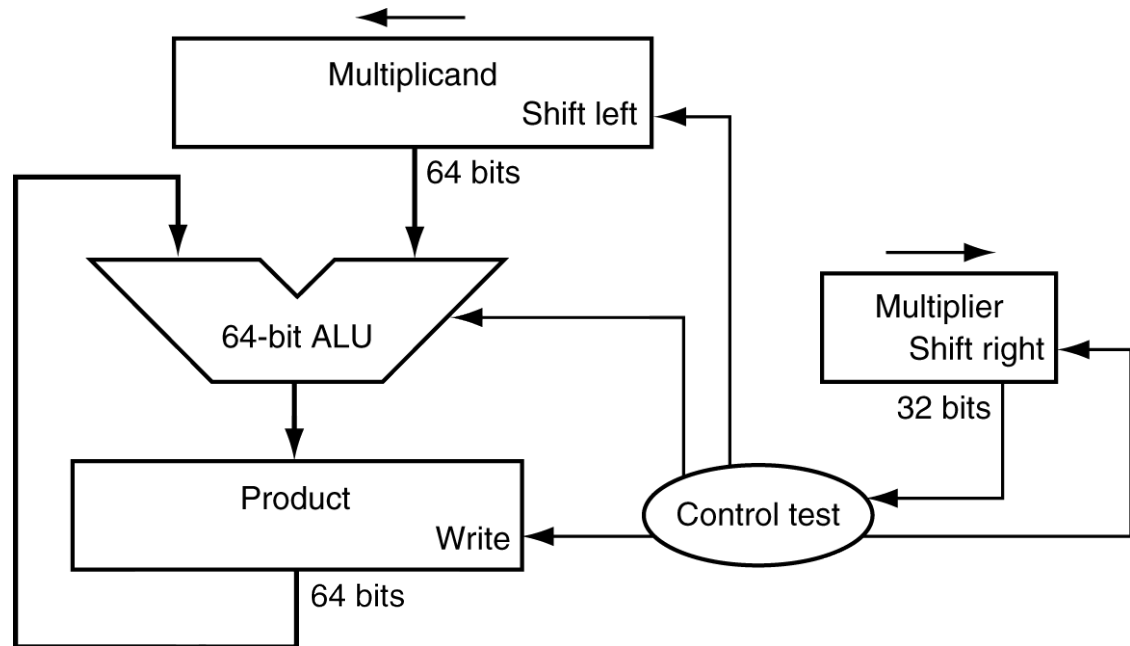 Multiplicand
Shift left
64 bits
64-bit ALU
Multiplier
Shift right
32 bits
Product
Write
Control test
64 bits